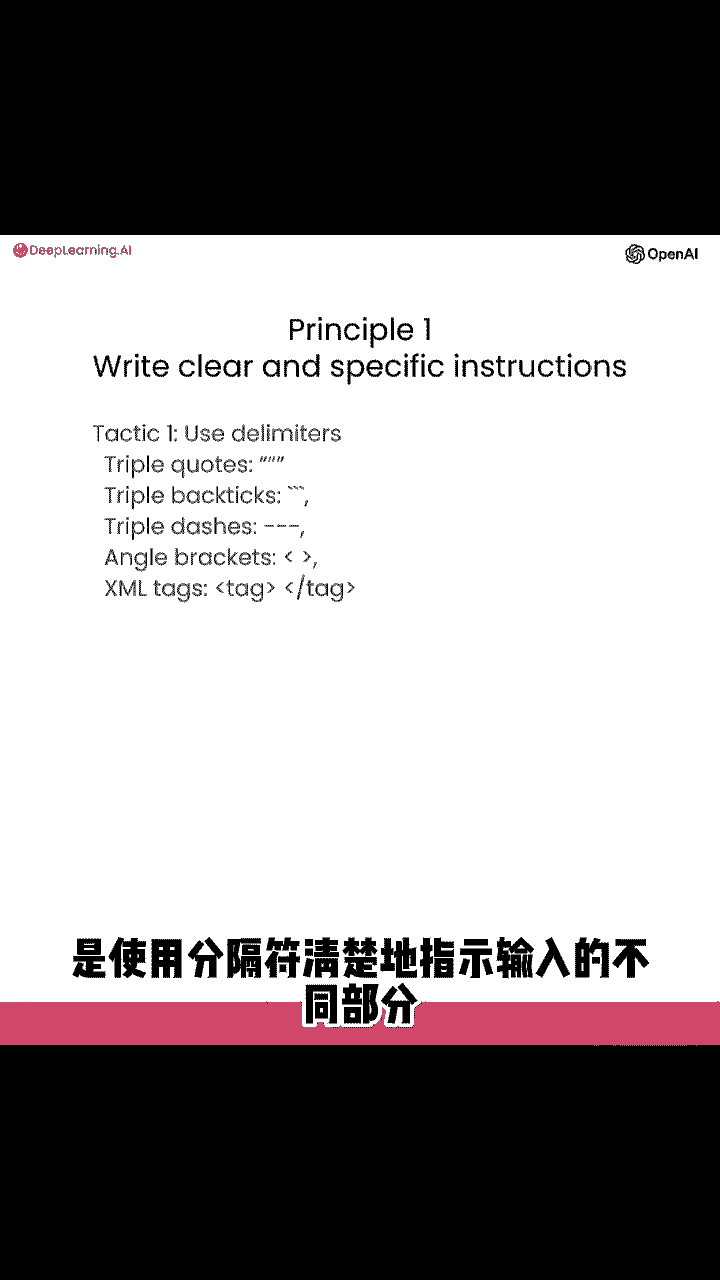 DeepLearning.AI
OpenAI
Principle 1
Write clear and specific instructions
Tactic 1: Use delimiters
Triple quotes: """
Triple backticks: ```,
Triple dashes: ---,
Angle brackets: < >,
XML tags: <tag> </tag>
是使用分隔符清楚地指示输入的不
同部分